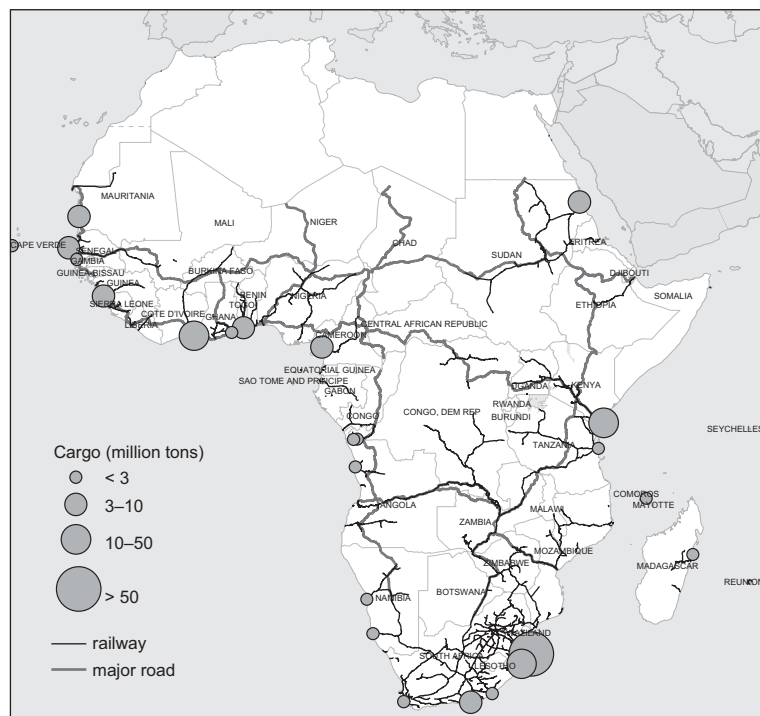 MAURITANIA
MALI
NIGER
CHAD
SUDAN
ERITREA
CAPE VERDE
SENEGAL
GAMBIA
GUINEA-BISSAU
GUINEA
BURKINA FASO
BENIN
TOGO
NIGERIA
DJIBOUTI
SIERRA LEONE
COTE D'IVOIRE
GHANA
LIBERIA
ETHIOPIA
SOMALIA
CENTRAL AFRICAN REPUBLIC
CAMEROON
EQUATORIAL GUINEA
SAO TOME AND PRINCIPE
GABON
CONGO
CONGO, DEM REP
UGANDA
KENYA
RWANDA
BURUNDI
TANZANIA
SEYCHELLES
Cargo (million tons)
< 3
3–10
10–50
> 50
railway
major road
COMOROS
MAYOTTE
ANGOLA
MALAWI
ZAMBIA
MOZAMBIQUE
ZIMBABWE
MADAGASCAR
REUNION
NAMIBIA
BOTSWANA
SOUTH AFRICA
LESOTHO